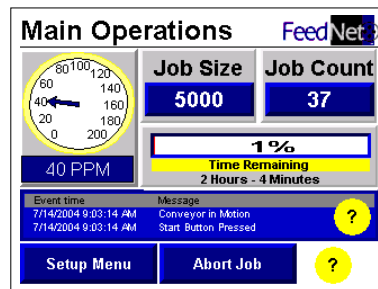 Main Operations
FeedNet®
80 100 120
60 140
40 160
20 180
0 200
40 PPM
Job Size
5000
Job Count
37
1%
Time Remaining
2 Hours - 4 Minutes
Event time Message
7/14/2004 9:03:14 AM Conveyor in Motion
7/14/2004 9:03:14 AM Start Button Pressed
?
Setup Menu
Abort Job
?